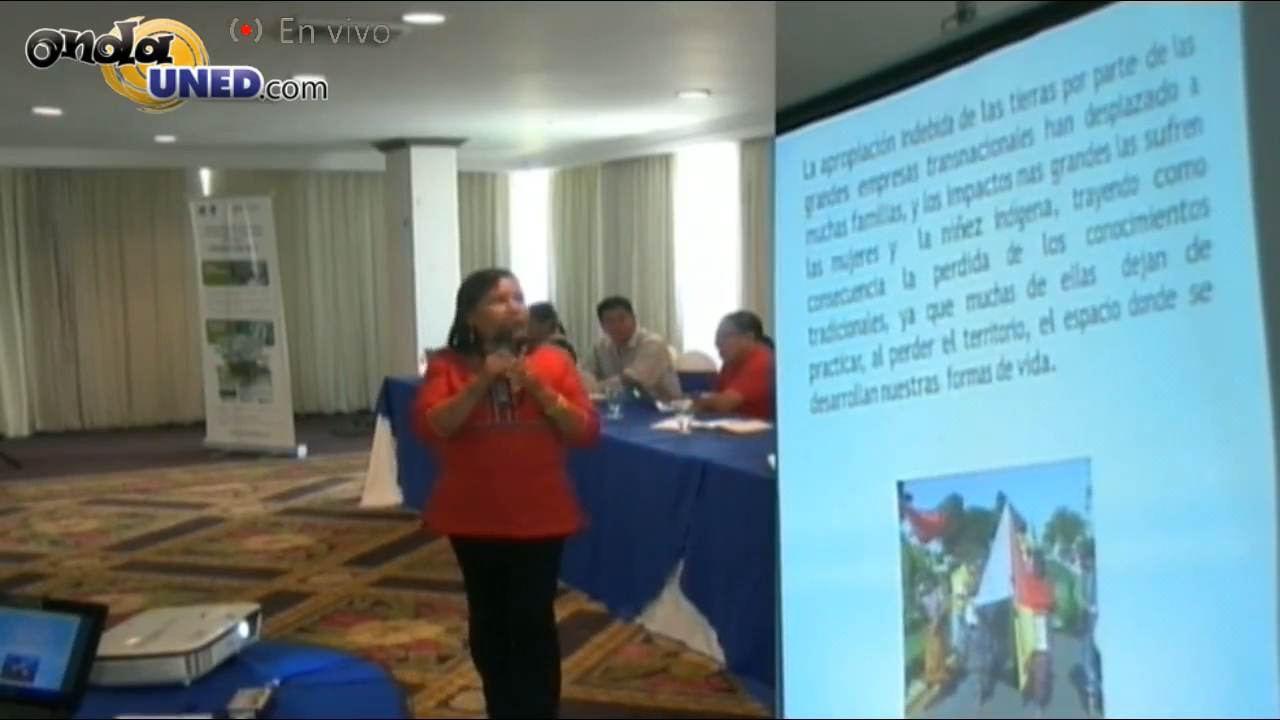 onda
UNED.com
En vivo
La apropiación indebida de las tierras por parte de las
grandes empresas transnacionales han desplazado a
muchas familias, y los impactos mas grandes las sufren
las mujeres y la niñez indígena, trayendo como
consecuencia la perdida de los conocimientos
tradicionales, ya que muchas de ellas dejan de
practicar, al perder el territorio, el espacio donde se
desarrollan nuestras formas de vida.